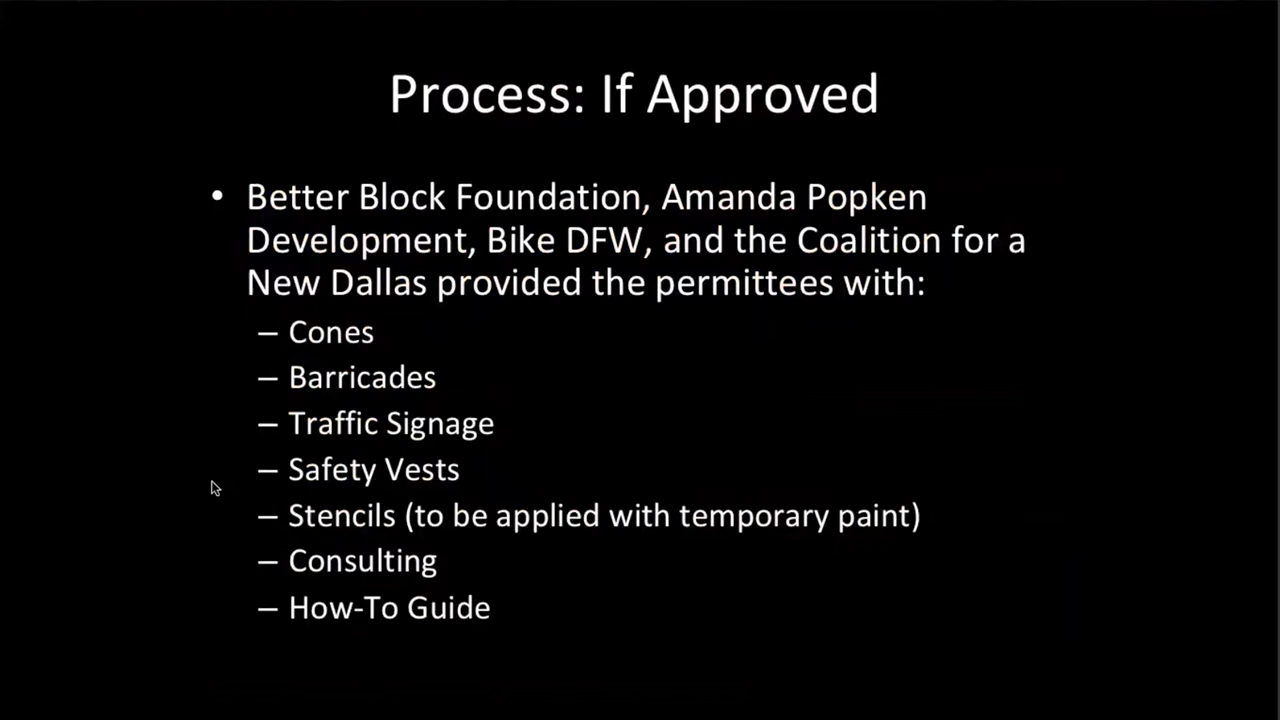 Process: If Approved
• Better Block Foundation, Amanda Popken
Development, Bike DFW, and the Coalition for a
New Dallas provided the permittees with:
– Cones
– Barricades
– Traffic Signage
– Safety Vests
– Stencils (to be applied with temporary paint)
– Consulting
– How-To Guide